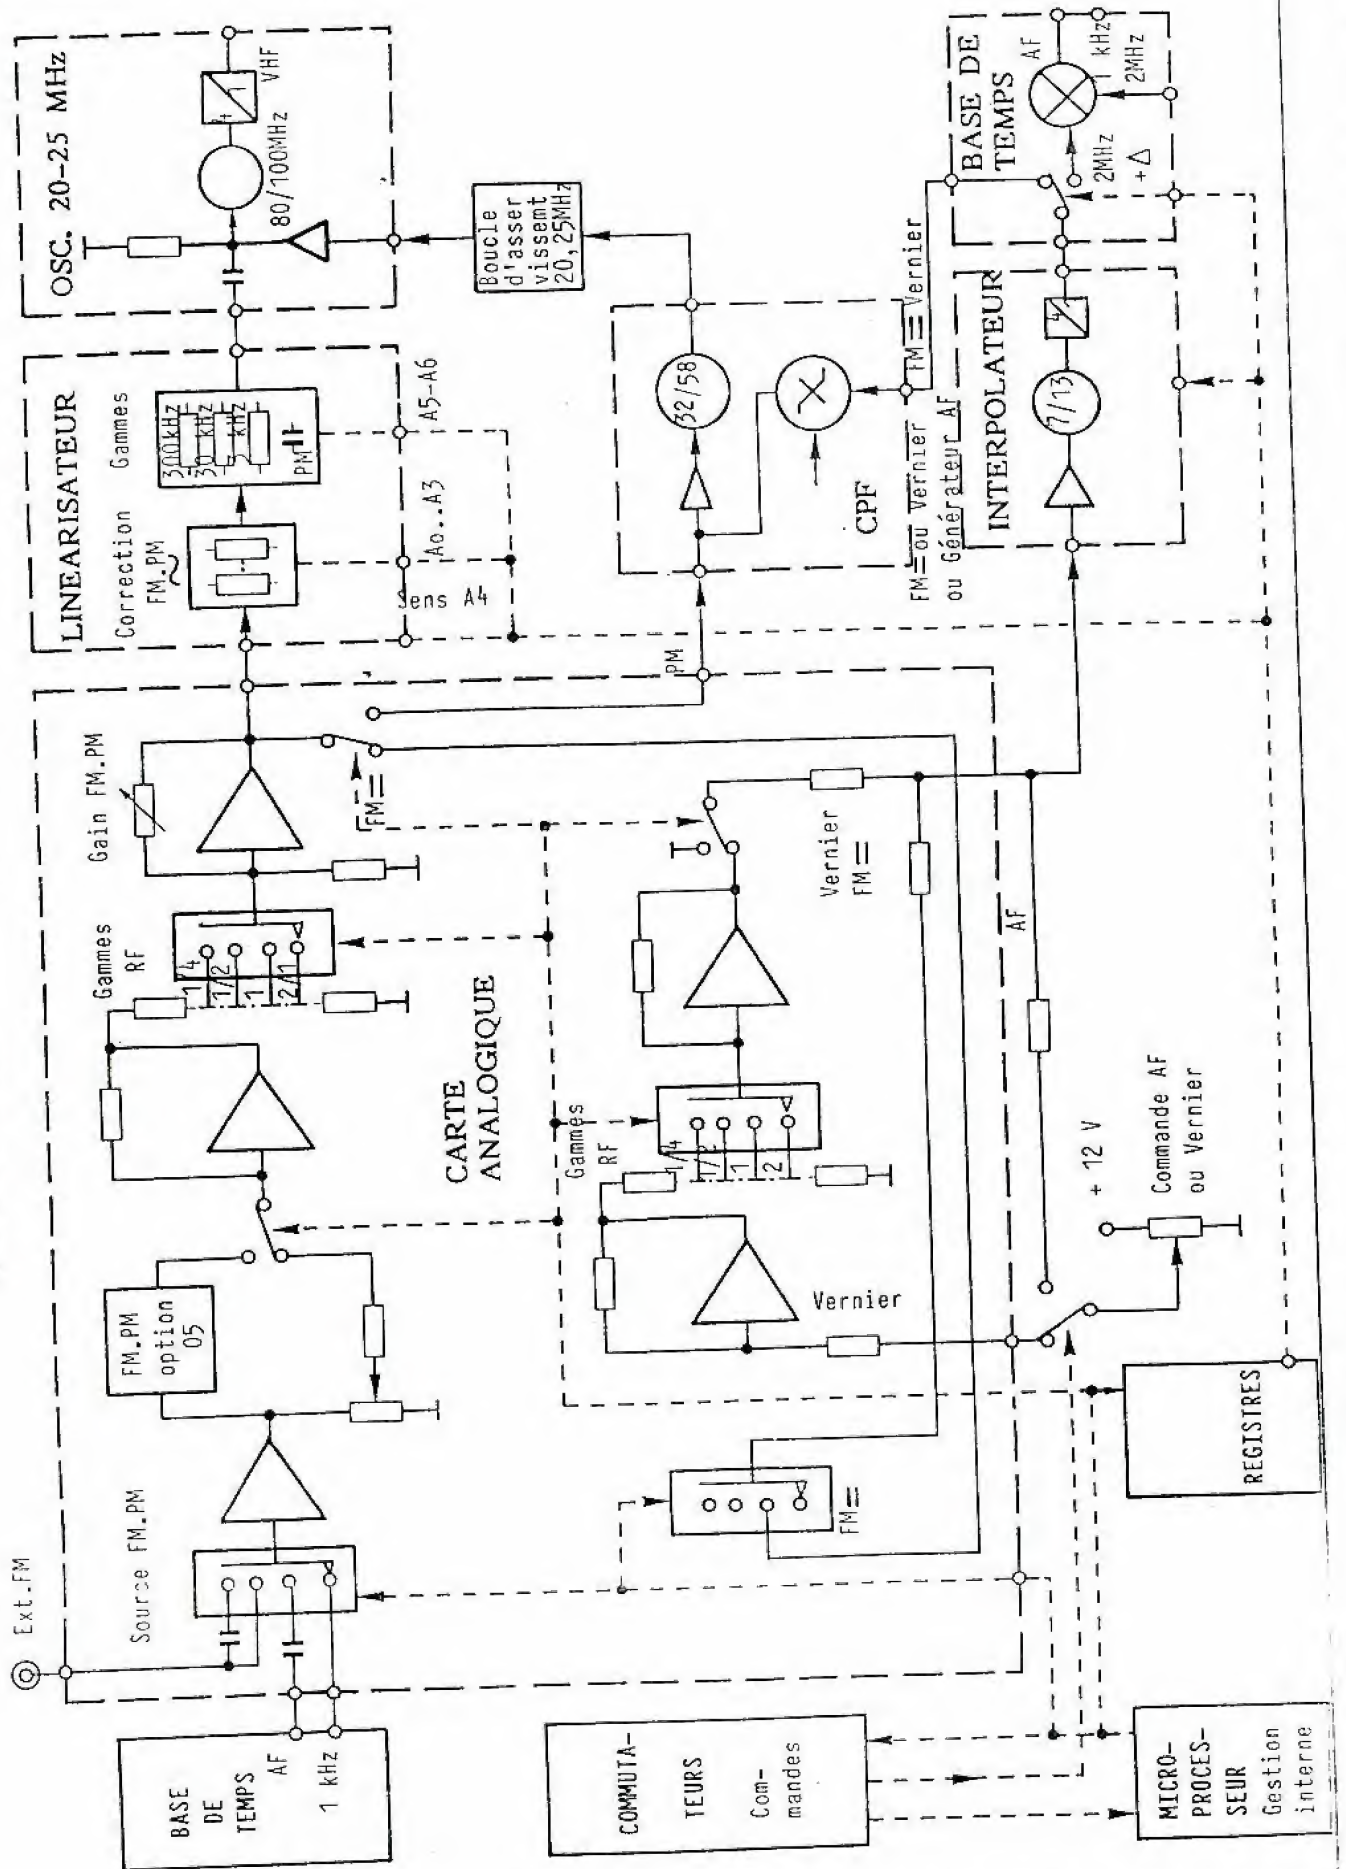 Ext.FM
BASE
DE
TEMPS
AF
1 kHz
Source FM.PM
FM.PM
option
05
Gammes
RF
1/4
1/2
1
2/1
Gain FM.PM
FM=
CARTE
ANALOGIQUE
LINEARISATEUR
Correction
FM.PM
Gammes
300kHz
30 kHz
3 kHz
PM
Ao..A3
A5-A6
Sens A4
OSC. 20-25 MHz
80/100MHz
4
1
VHF
Boucle
d'asser
vissemt
20,25MHz
PM
32/58
CPF
FM= Vernier
FM=ou Vernier
ou Générateur AF
INTERPOLATEUR
7/13
4
1
BASE DE
TEMPS
AF
1 kHz
2MHz
2MHz
+Δ
Gammes
RF
1/4
1/2
1
2
Vernier
Vernier
FM=
AF
FM=
+ 12 V
Commande AF
ou Vernier
COMMUTA-
TEURS
Com-
mandes
MICRO-
PROCES-
SEUR
Gestion
interne
REGISTRES